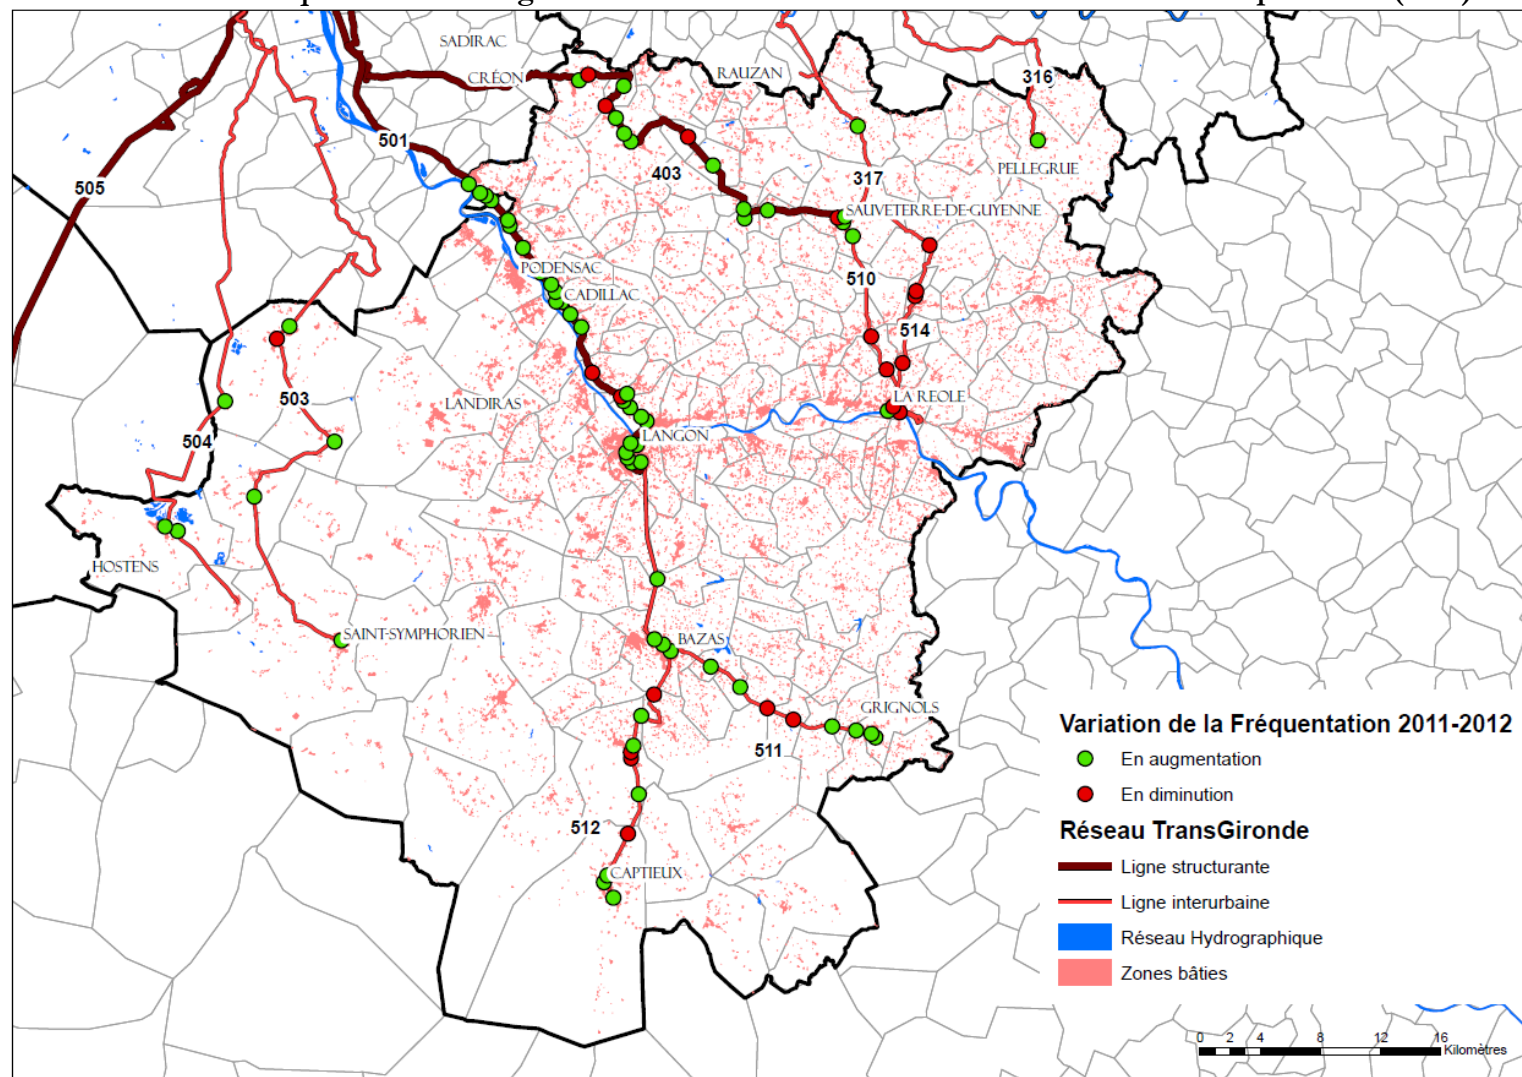 SADIRAC
CRÉON
RAUZAN
316
501
505
403
317
PELLEGRUE
SAUVETERRE-DE-GUYENNE
PODENSAC
CADILLAC
510
514
503
LANDIRAS
LA REOLE
504
LANGON
HOSTENS
SAINT-SYMPHORIEN
BAZAS
GRIGNOLS
511
512
CAPTIEUX
Variation de la Fréquentation 2011-2012
En augmentation
En diminution
Réseau TransGironde
Ligne structurante
Ligne interurbaine
Réseau Hydrographique
Zones bâties
0 2 4 8 12 16
Kilomètres